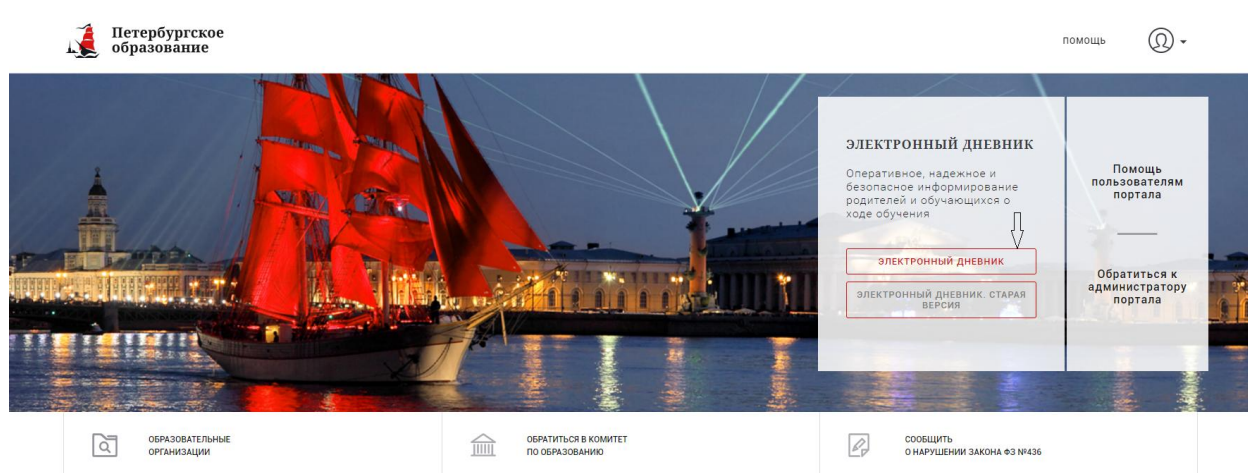 Петербургское
образование
ПОМОЩЬ
ЭЛЕКТРОННЫЙ ДНЕВНИК
Оперативное, надежное и
безопасное информирование
родителей и обучающихся о
ходе обучения
ЭЛЕКТРОННЫЙ ДНЕВНИК
ЭЛЕКТРОННЫЙ ДНЕВНИК. СТАРАЯ
ВЕРСИЯ
Помощь
пользователям
портала
Обратиться к
администратору
портала
ОБРАЗОВАТЕЛЬНЫЕ
ОРГАНИЗАЦИИ
ОБРАТИТЬСЯ В КОМИТЕТ
ПО ОБРАЗОВАНИЮ
СООБЩИТЬ
О НАРУШЕНИИ ЗАКОНА ФЗ №436